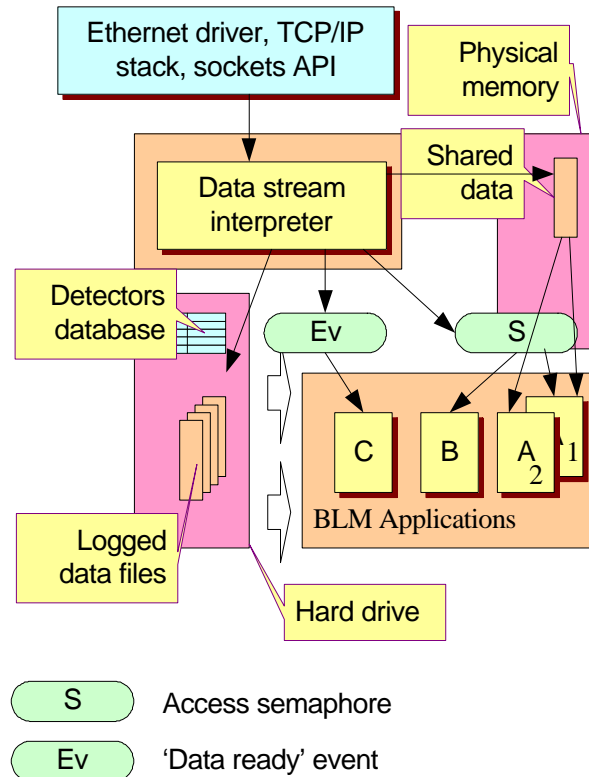 Ethernet driver, TCP/IP
stack, sockets API
Physical
memory
Shared
data
Data stream
interpreter
Detectors
database
Ev
S
C
B
A
2
A
1
BLM Applications
Logged
data files
Hard drive
S
Access semaphore
Ev
‘Data ready’ event